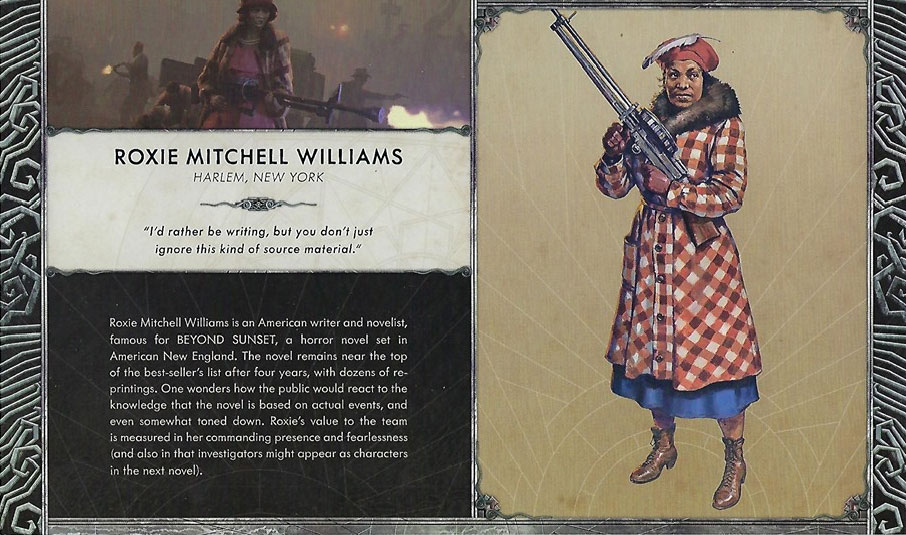 ROXIE MITCHELL WILLIAMS
HARLEM, NEW YORK
"I'd rather be writing, but you don't just
ignore this kind of source material."
Roxie Mitchell Williams is an American writer and novelist,
famous for BEYOND SUNSET, a horror novel set in
American New England. The novel remains near the top
of the best-seller's list after four years, with dozens of re-
printings. One wonders how the public would react to the
knowledge that the novel is based on actual events, and
even somewhat toned down. Roxie's value to the team
is measured in her commanding presence and fearlessness
(and also in that investigators might appear as characters
in the next novel).